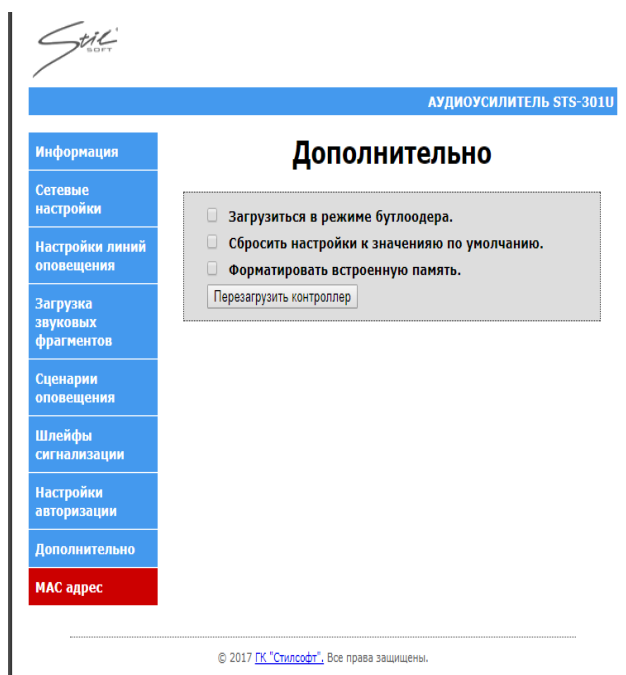 Stil
SOFT
АУДИОУСИЛИТЕЛЬ STS-301U
Информация
Сетевые
настройки
Настройки линий
оповещения
Загрузка
звуковых
фрагментов
Сценарии
оповещения
Шлейфы
сигнализации
Настройки
авторизации
Дополнительно
MAC адрес
Дополнительно
Загрузиться в режиме бутлоодера.
Сбросить настройки к значенияю по умолчанию.
Форматировать встроенную память.
Перезагрузить контроллер
© 2017 ГК "Стилсофт". Все права защищены.